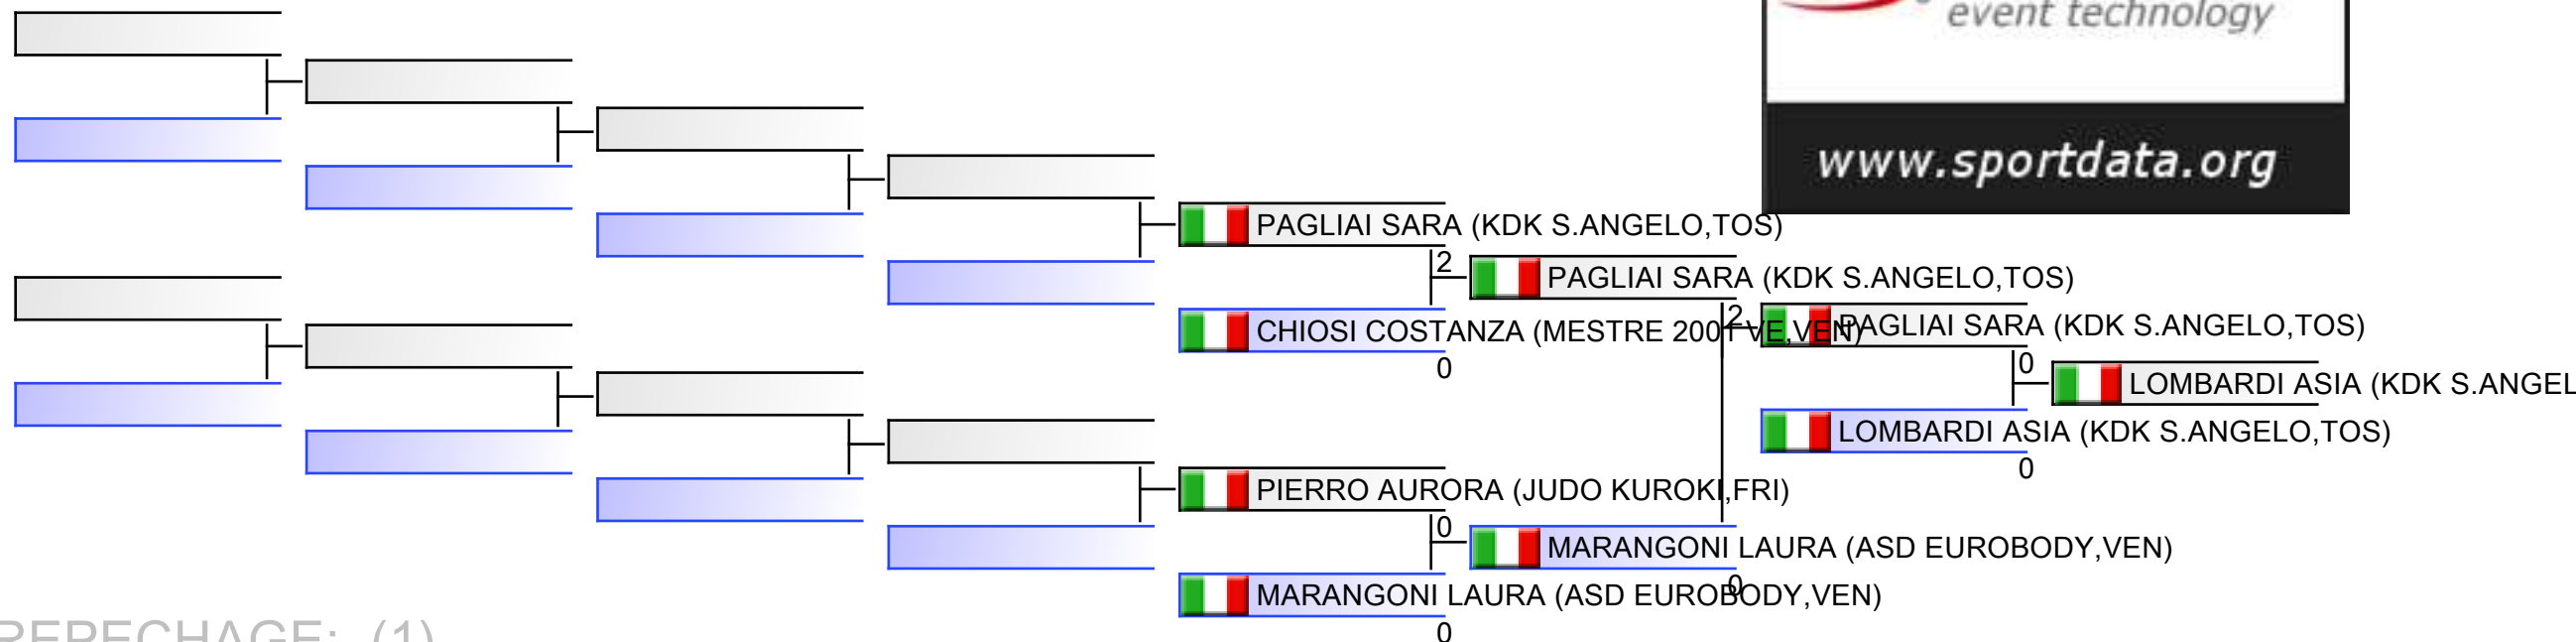 event technology
www.sportdata.org
PAGLIAI SARA (KDK S.ANGELO,TOS)
2
PAGLIAI SARA (KDK S.ANGELO,TOS)
CHIOSI COSTANZA (MESTRE 2001 VE,VEN)
0
2
PAGLIAI SARA (KDK S.ANGELO,TOS)
0
LOMBARDI ASIA (KDK S.ANGEL
LOMBARDI ASIA (KDK S.ANGELO,TOS)
0
PIERRO AURORA (JUDO KUROKI,FRI)
0
MARANGONI LAURA (ASD EUROBODY,VEN)
0
MARANGONI LAURA (ASD EUROBODY,VEN)
0
REPECHAGE: (1)